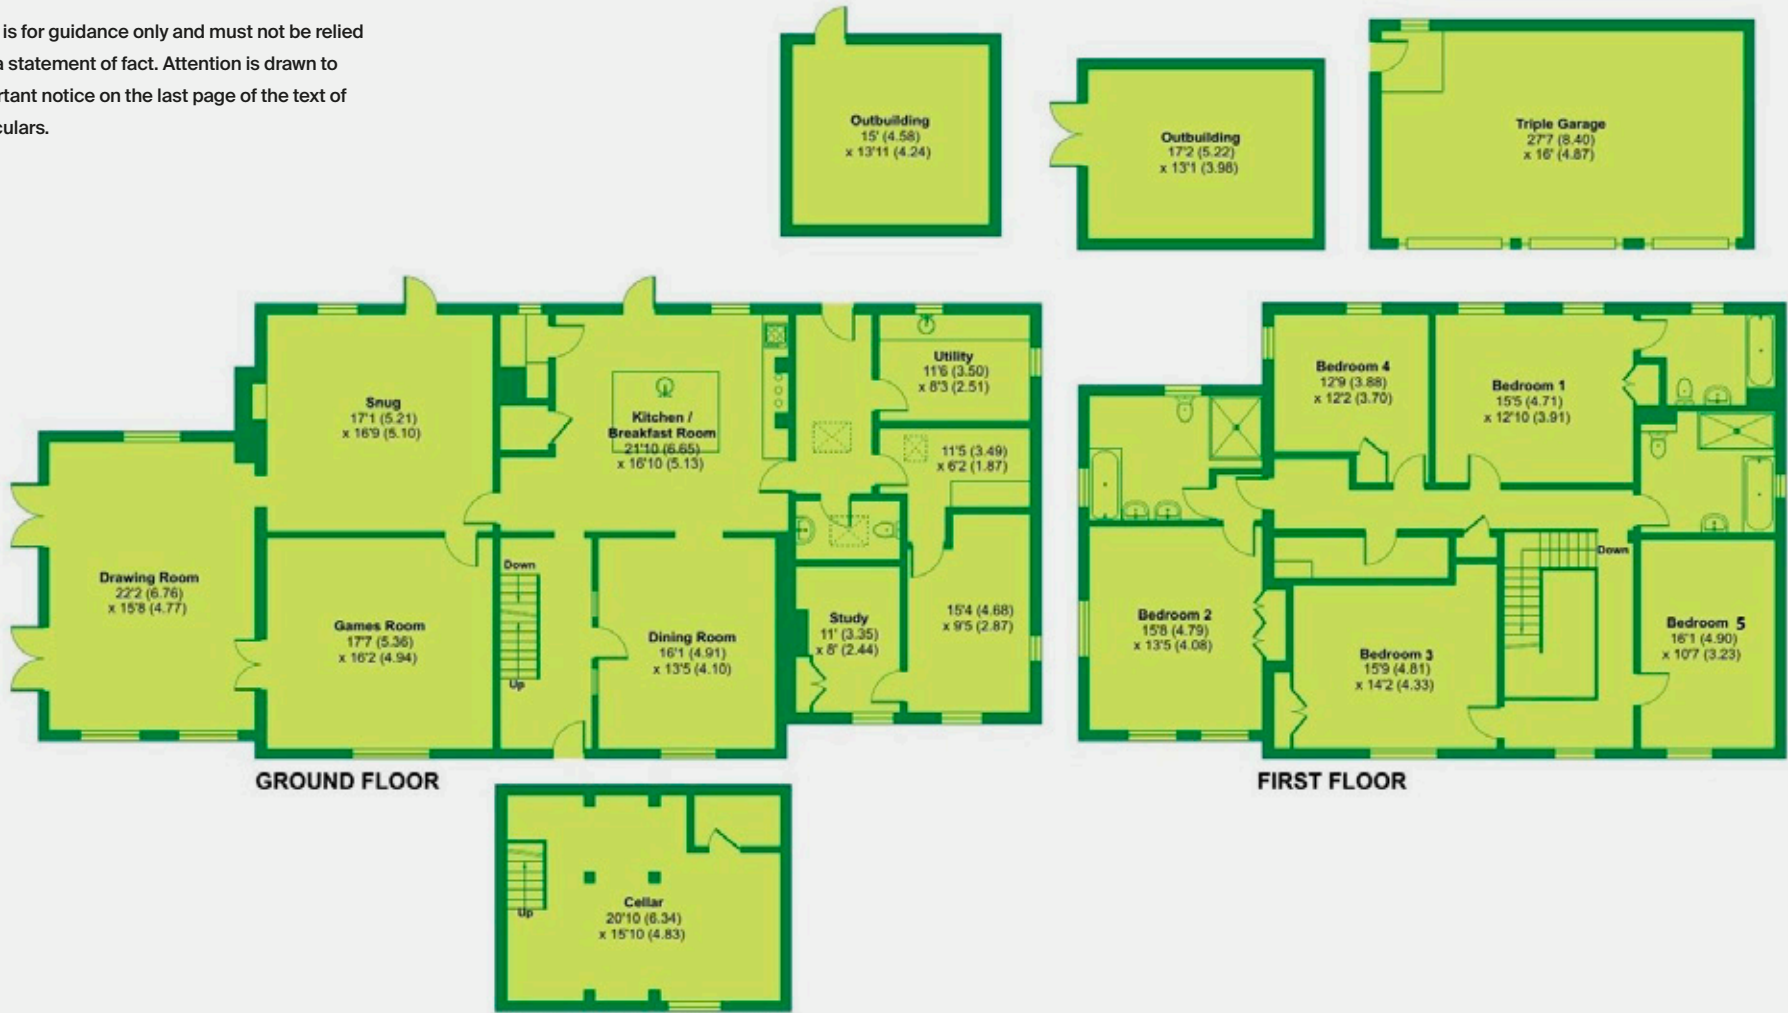 is for guidance only and must not be relied
a statement of fact. Attention is drawn to
rtant notice on the last page of the text of
culars.
Outbuilding
15' (4.58)
x 13'11 (4.24)
Outbuilding
17'2 (5.22)
x 13'1 (3.98)
Triple Garage
27'7 (8.40)
x 16' (4.87)
Snug
17'1 (5.21)
x 16'9 (5.10)
Kitchen /
Breakfast Room
21'10 (6.65)
x 16'10 (5.13)
Utility
11'6 (3.50)
x 8'3 (2.51)
11'5 (3.49)
x 6'2 (1.87)
Drawing Room
22'2 (6.76)
x 15'8 (4.77)
Games Room
17'7 (5.36)
x 16'2 (4.94)
Down
Up
Dining Room
16'1 (4.91)
x 13'5 (4.10)
Study
11' (3.35)
x 8' (2.44)
15'4 (4.68)
x 9'5 (2.87)
GROUND FLOOR
Bedroom 4
12'9 (3.88)
x 12'2 (3.70)
Bedroom 1
15'5 (4.71)
x 12'10 (3.91)
Down
Bedroom 2
15'8 (4.79)
x 13'5 (4.08)
Bedroom 3
15'9 (4.81)
x 14'2 (4.33)
Bedroom 5
16'1 (4.90)
x 10'7 (3.23)
FIRST FLOOR
Up
Cellar
20'10 (6.34)
x 15'10 (4.83)